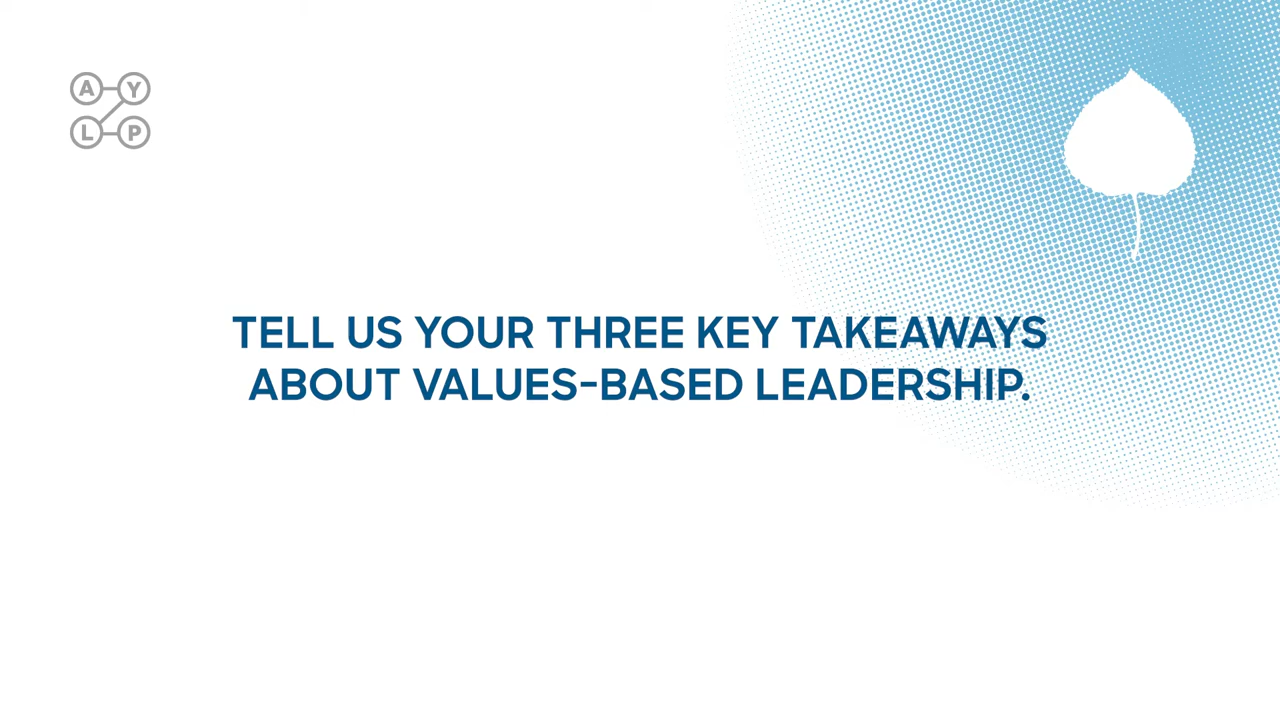 A Y
L P
TELL US YOUR THREE KEY TAKEAWAYS
ABOUT VALUES-BASED LEADERSHIP.